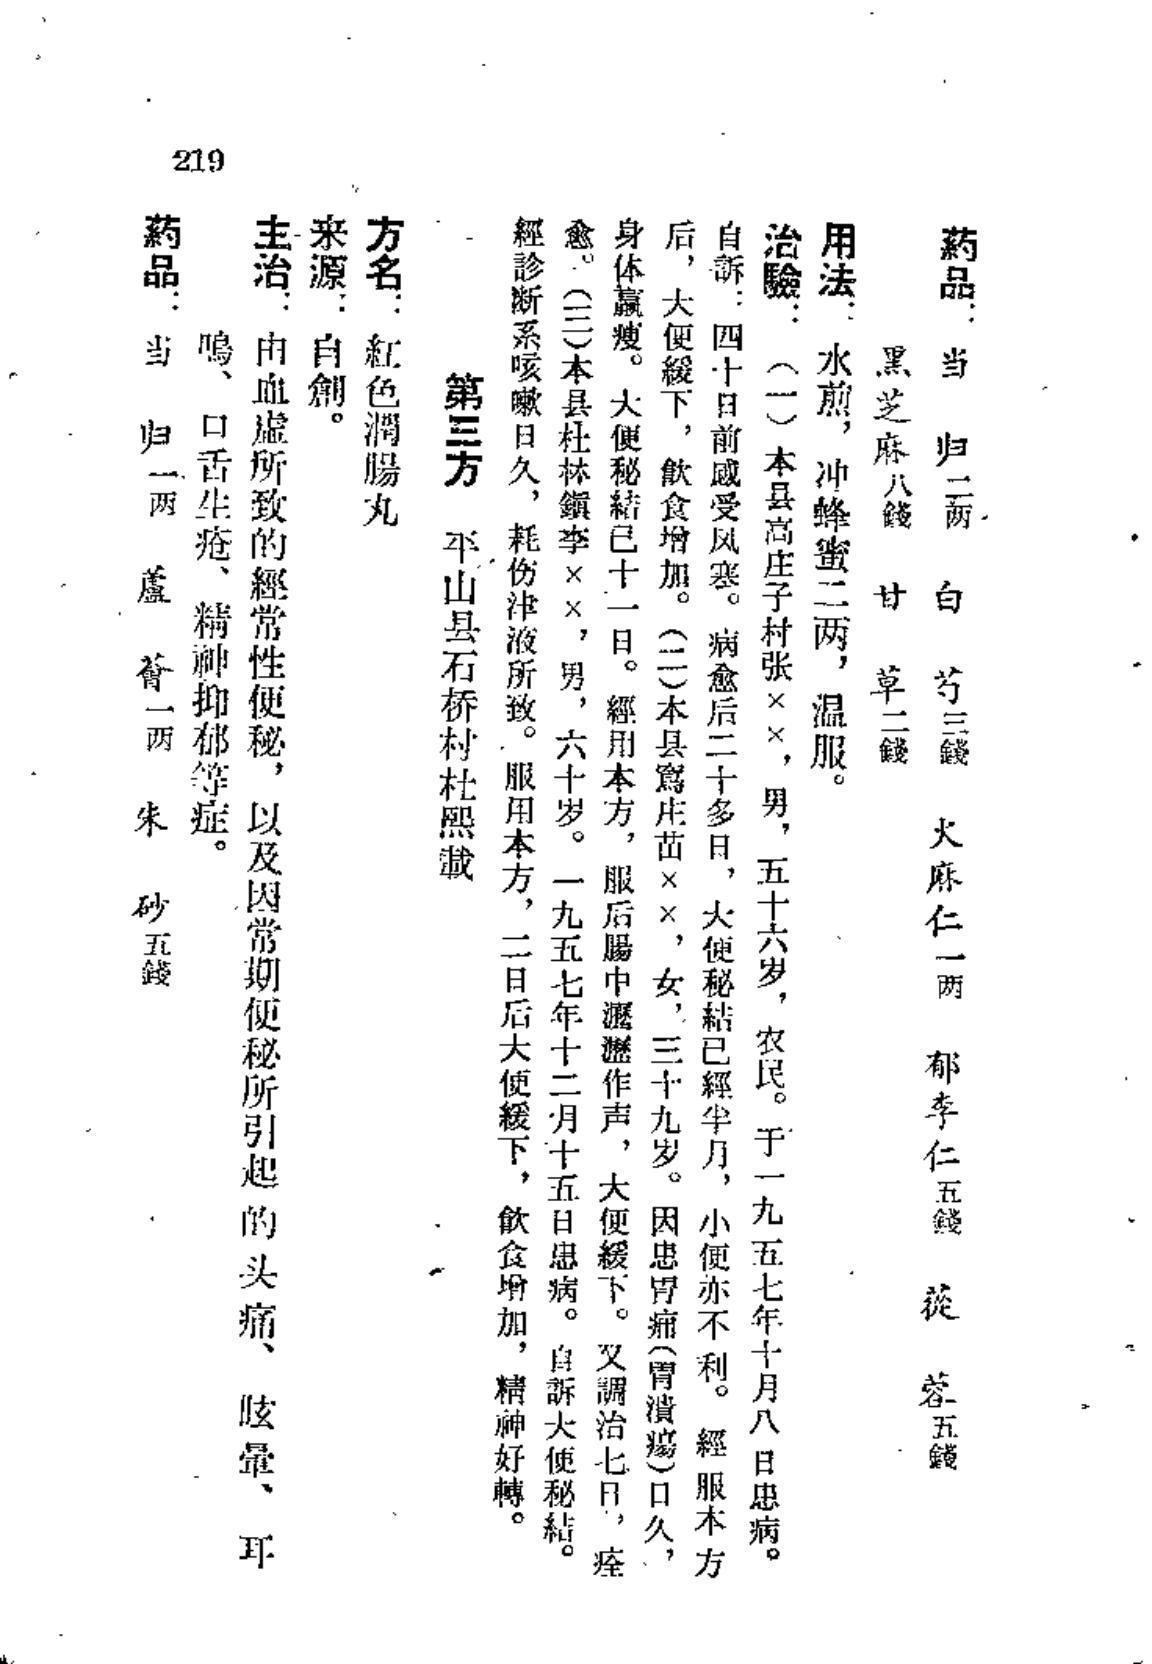 药品：当　归二两　白　芍三錢　火麻仁一两　郁李仁五錢　蓯　蓉五錢
黑芝麻八錢　甘　草二錢
用法：水煎，冲蜂蜜二两，温服。
治驗：（一）本县高庄子村张××，男，五十六岁，农民。于一九五七年十月八日患病。
自訴：四十日前感受风寒。病愈后二十多日，大便秘結已經半月，小便亦不利。經服本方
后，大便緩下，飲食增加。（二）本县窩庄苗××，女，三十九岁。因患胃痛（胃潰瘍）日久，
身体羸瘦。大便秘結已十一日。經用本方，服后腸中瀝瀝作声，大便緩下。又調治七日，痊
愈。（三）本县杜林鎭李××，男，六十岁。一九五七年十二月十五日患病。自訴大便秘結。
經診断系咳嗽日久，耗伤津液所致。服用本方，二日后大便緩下，飲食增加，精神好轉。
第三方　平山县石桥村杜熙載
方名：紅色潤腸丸
来源：自創。
主治：由血虛所致的經常性便秘，以及因常期便秘所引起的头痛、眩暈、耳
鳴、口舌生疮、精神抑郁等症。
药品：当　归一两　蘆　薈一两　朱　砂五錢
219